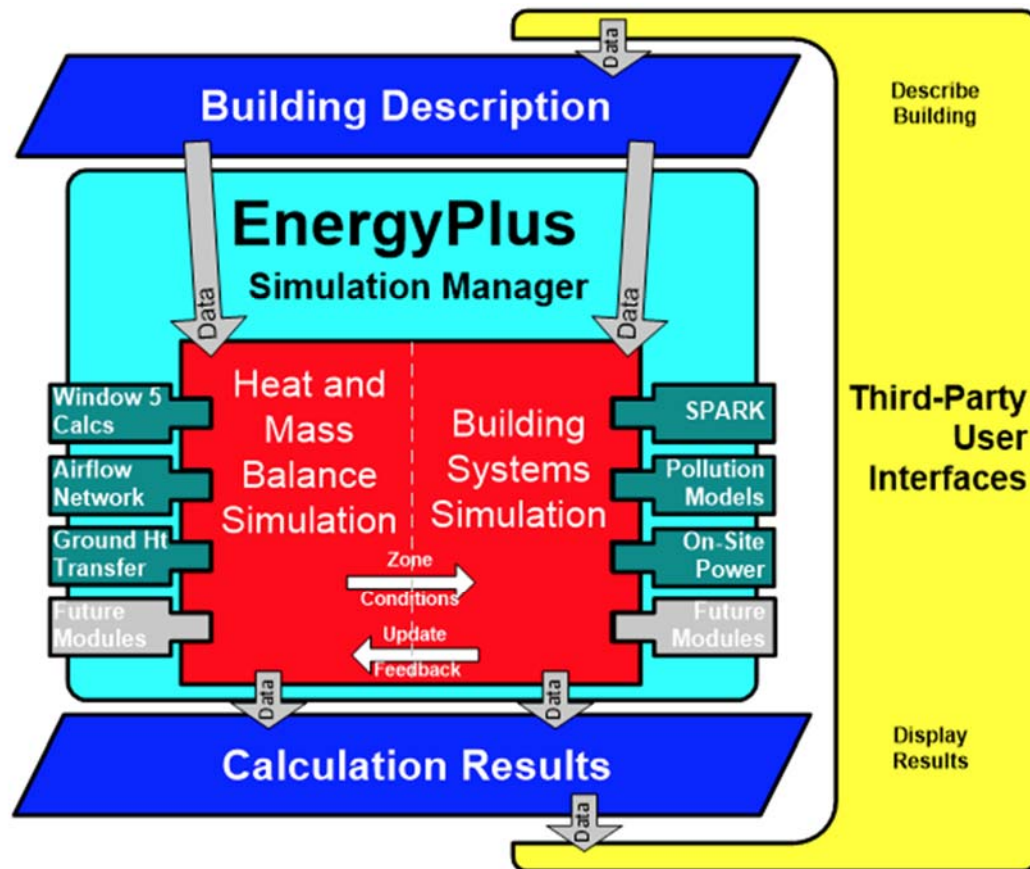 Data
Building Description
Describe
Building
EnergyPlus
Simulation Manager
Data
Data
Window 5
Calcs
Airflow
Network
Ground Ht
Transfer
Future
Modules
Heat and
Mass
Balance
Simulation
Building
Systems
Simulation
Zone
Conditions
Update
Feedback
SPARK
Pollution
Models
On-Site
Power
Future
Modules
Third-Party
User
Interfaces
Data
Data
Calculation Results
Display
Results
Data